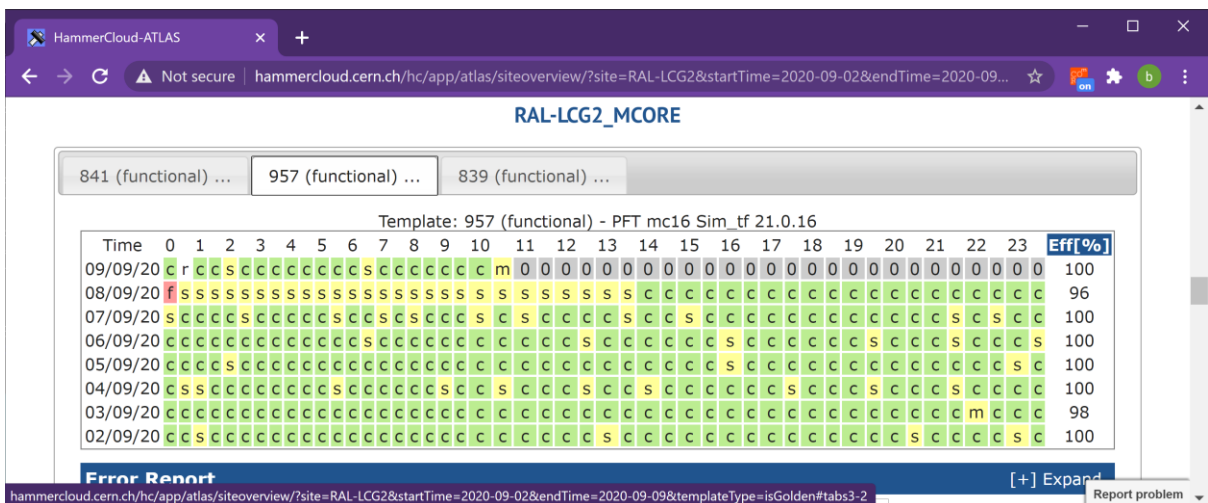 HammerCloud-ATLAS
Not secure | hammercloud.cern.ch/hc/app/atlas/siteoverview/?site=RAL-LCG2&startTime=2020-09-02&endTime=2020-09...
on
b
RAL-LCG2_MCORE
841 (functional) ... 957 (functional) ... 839 (functional) ...
Template: 957 (functional) - PFT mc16 Sim_tf 21.0.16
Time 0 1 2 3 4 5 6 7 8 9 10 11 12 13 14 15 16 17 18 19 20 21 22 23 Eff[%]
09/09/20 c r c c s c c c c c c c c s c c c c c c c m 0 0 0 0 0 0 0 0 0 0 0 0 0 0 0 0 0 0 0 0 0 0 0 0 0 0 100
08/09/20 f s s s s s s s s s s s s s s s s s s s s s s s s s s s c c c c c c c c c c c c c c c c c c c c 96
07/09/20 s c c c c s c c c c c s c c s c s c c c s c s c c c c s c c s c c c c c c c c c c c c s c s c c 100
06/09/20 c c c c c c c c c c c c c s c c c c c c c c c c c s c c c c c c s c c c c c c s c c c s c c c s 100
05/09/20 c c c c s c c c c c c c c c c c c c c c c c c c c c c c c c c c s c c c c c c c c c c c c c s c 100
04/09/20 c s s c c c c c c c c s c c c c c c s c c s c c c s c c s c c c c c c s c c c s c c c s c c c c 100
03/09/20 c c c c c c c c c c c c c c c c c c c c c c c c c c c c c c c c c c c c c c c c c c c c m c c c 98
02/09/20 c c s c c c c c c c c c c c c c c c c c c c c c c c s c c c c c c c c c c c c c c s c c c c s c 100
Error Report [+] Expand
hammercloud.cern.ch/hc/app/atlas/siteoverview/?site=RAL-LCG2&startTime=2020-09-02&endTime=2020-09-09&templateType=isGolden#tabs3-2
Report problem